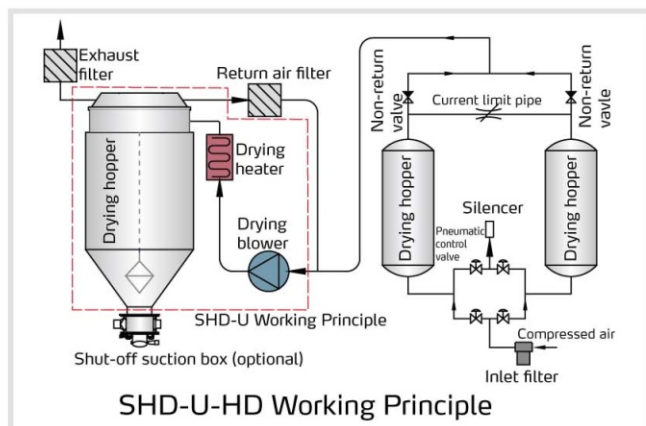 Exhaust
filter
Return air filter
Drying hopper
Drying
heater
Drying
blower
SHD-U Working Principle
Shut-off suction box (optional)
Non-return
valve
Current limit pipe
Non-return
vavle
Drying hopper
Drying hopper
Silencer
Pneumatic
control
valve
Compressed air
Inlet filter
SHD-U-HD Working Principle